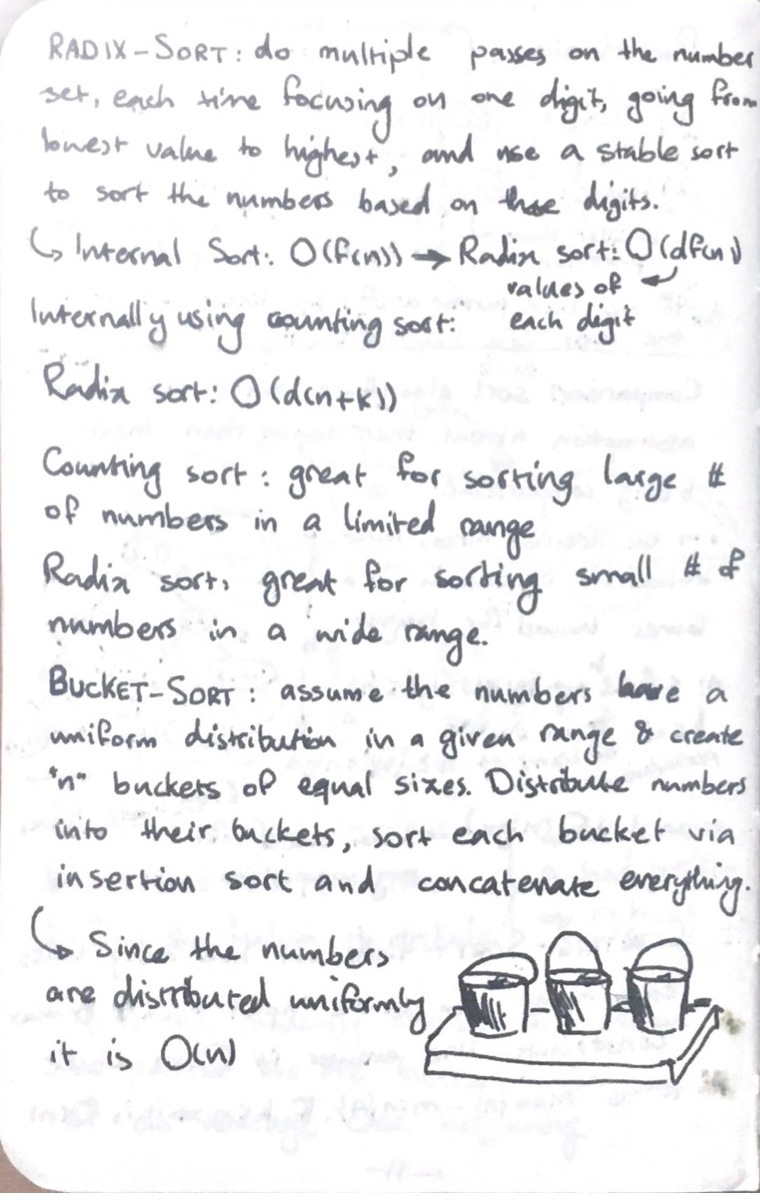 RADIX-SORT: do multiple passes on the number
set, each time focusing on one digit, going from
lowest value to highest, and use a stable sort
to sort the numbers based on those digits.
↳ Internal Sort: O(f(n)) → Radix sort: O(df(n))
values of
each digit
Internally using counting sort:
Radix sort: O(d(n+k))
Counting sort: great for sorting large #
of numbers in a limited range
Radix sort: great for sorting small # of
numbers in a wide range.
BUCKET-SORT: assume the numbers have a
uniform distribution in a given range & create
"n" buckets of equal sizes. Distribute numbers
into their buckets, sort each bucket via
insertion sort and concatenate everything.
↳ Since the numbers
are distributed uniformly
it is O(n)